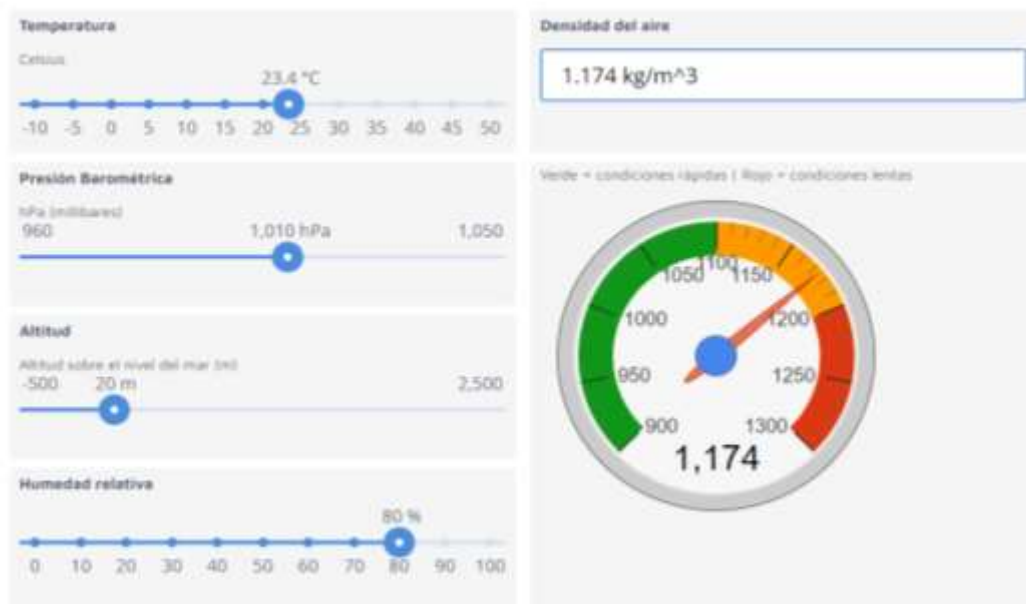 Temperatura
Celsius
23.4 °C
-10 -5 0 5 10 15 20 25 30 35 40 45 50
Presión Barométrica
hPa (milibares)
960 1,010 hPa 1,050
Altitud
Altitud sobre el nivel del mar (m)
-500 20 m 2,500
Humedad relativa
80 %
0 10 20 30 40 50 60 70 80 90 100
Densidad del aire
1.174 kg/m^3
Verde = condiciones rápidas | Rojo = condiciones lentas
1100
1050 1150
1000 1200
950 1250
900 1300
1,174